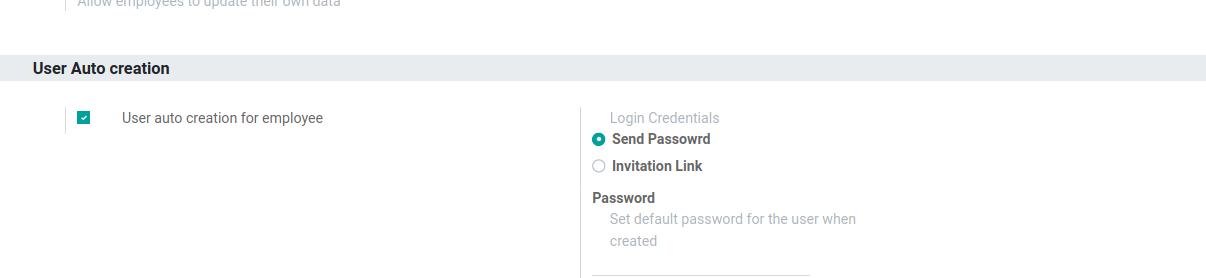 Allow employees to update their own data
User Auto creation
User auto creation for employee
Login Credentials
Send Passowrd
Invitation Link
Password
Set default password for the user when
created